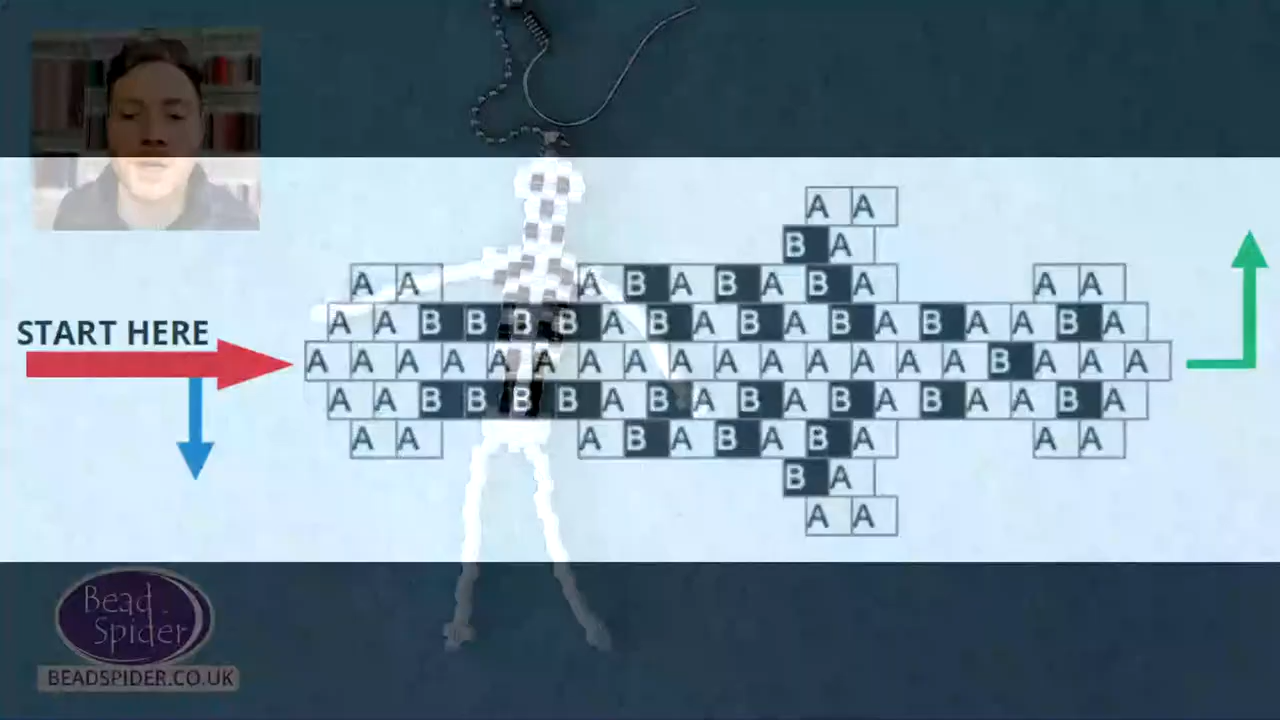 A A
B A
A A A B A B A B A A A
A A B B B B A B A B A B A B A A B A
START HERE
A A A A A A A A A A A A A A A B A A A
A A B B B B A B A B A B A B A A B A
A A A B A B A B A A A
B A
A A
Bead
Spider
BEADSPIDER.CO.UK